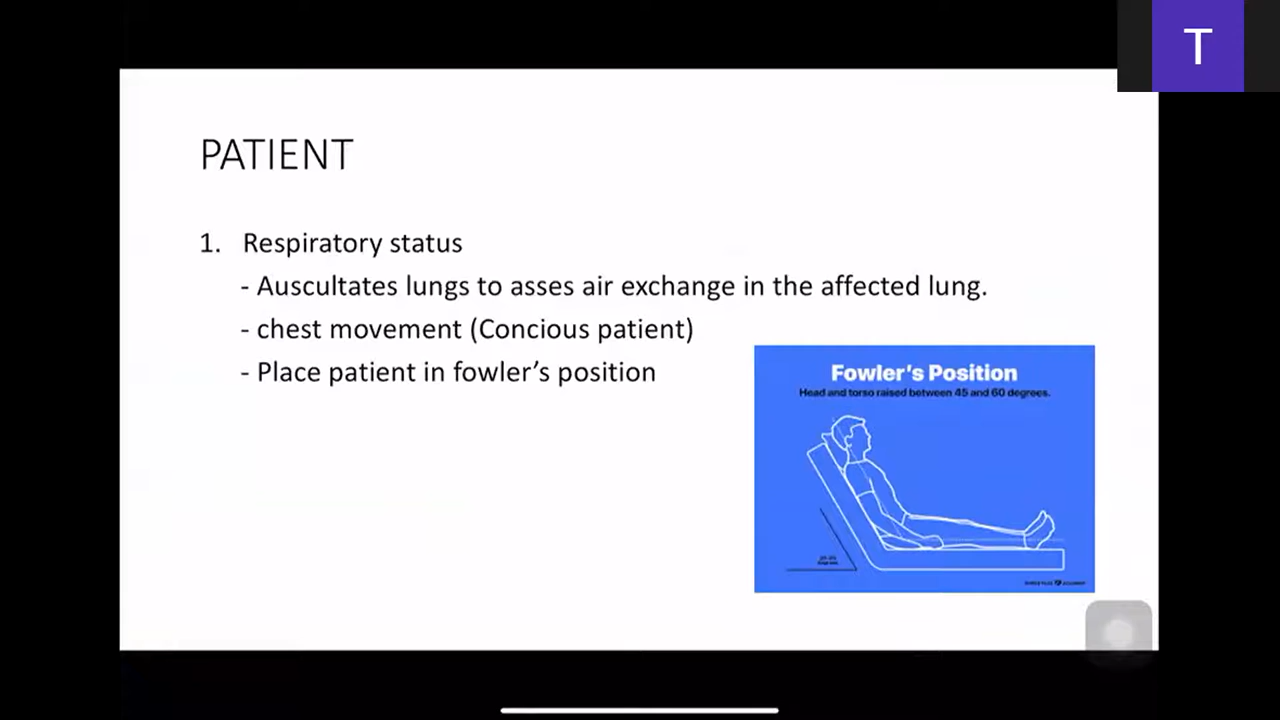 T
PATIENT
1. Respiratory status
- Auscultates lungs to asses air exchange in the affected lung.
- chest movement (Concious patient)
- Place patient in fowler’s position
Fowler's Position
Head and torso raised between 45 and 60 degrees.